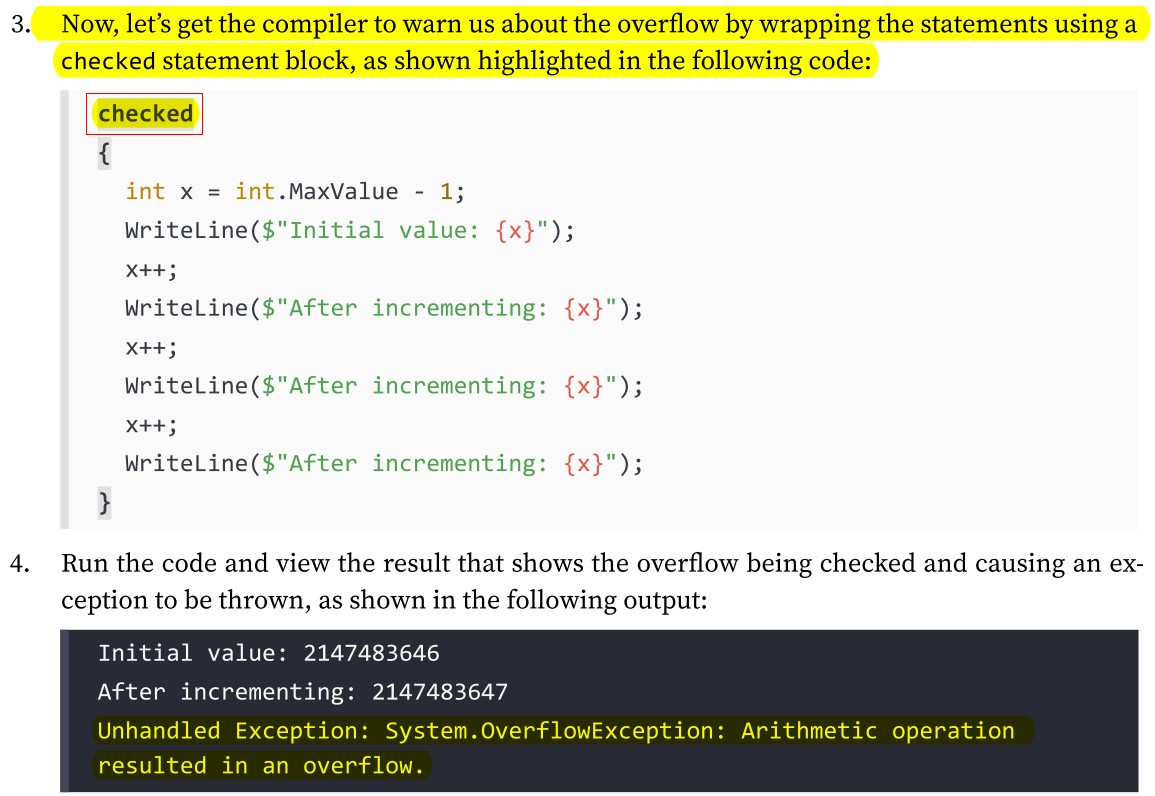 3. Now, let’s get the compiler to warn us about the overflow by wrapping the statements using a
checked statement block, as shown highlighted in the following code:
checked
{
  int x = int.MaxValue - 1;
  WriteLine($"Initial value: {x}");
  x++;
  WriteLine($"After incrementing: {x}");
  x++;
  WriteLine($"After incrementing: {x}");
  x++;
  WriteLine($"After incrementing: {x}");
}
4. Run the code and view the result that shows the overflow being checked and causing an ex-
ception to be thrown, as shown in the following output:
Initial value: 2147483646
After incrementing: 2147483647
Unhandled Exception: System.OverflowException: Arithmetic operation
resulted in an overflow.